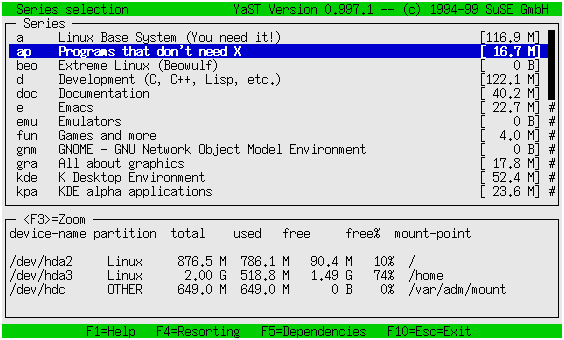 Series selection YaST Version 0.997.1 -- (c) 1994-99 SuSE GmbH
Series
a Linux Base System (You need it!) [116.9 M]
ap Programs that don't need X [ 16.7 M]
beo Extreme Linux (Beowulf) [ 0 B]
d Development (C, C++, Lisp, etc.) [122.1 M]
doc Documentation [ 40.2 M]
e Emacs [ 22.7 M] #
emu Emulators [ 0 B] #
fun Games and more [ 4.0 M] #
gnm GNOME - GNU Network Object Model Environment [ 0 B] #
gra All about graphics [ 17.8 M] #
kde K Desktop Environment [ 52.4 M] #
kpa KDE alpha applications [ 23.6 M] #
<F3>=Zoom
device-name partition total used free free% mount-point
/dev/hda2 Linux 876.5 M 786.1 M 90.4 M 10% /
/dev/hda3 Linux 2.00 G 518.8 M 1.49 G 74% /home
/dev/hdc OTHER 649.0 M 649.0 M 0 B 0% /var/adm/mount
F1=Help F4=Resorting F5=Dependencies F10=Esc=Exit